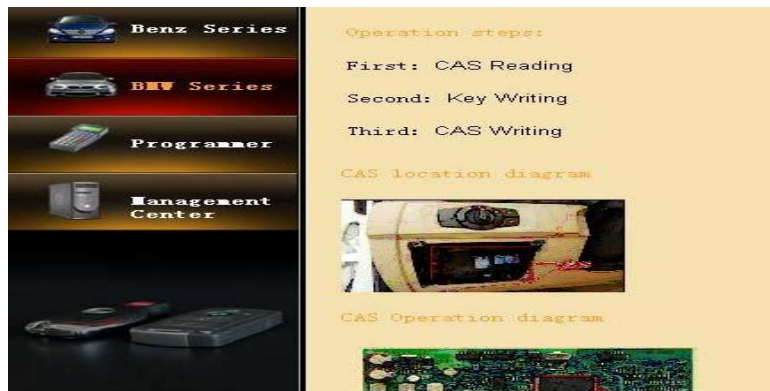 Benz Series
BMW Series
Programmer
Management
Center
Operation steps:
First: CAS Reading
Second: Key Writing
Third: CAS Writing
CAS location diagram
CAS Operation diagram